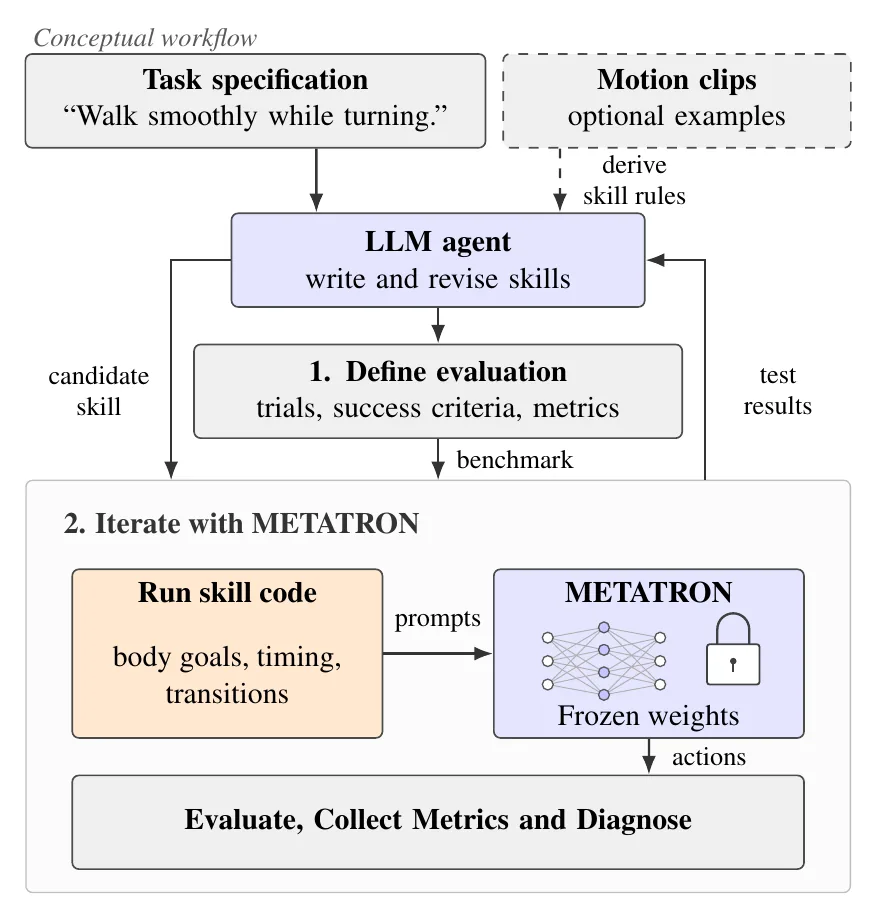 Conceptual workflow
Task specification
“Walk smoothly while turning.”
Motion clips
optional examples
derive
skill rules
LLM agent
write and revise skills
candidate
skill
1. Define evaluation
trials, success criteria, metrics
test
results
benchmark
2. Iterate with METATRON
Run skill code
body goals, timing,
transitions
prompts
METATRON
Frozen weights
actions
Evaluate, Collect Metrics and Diagnose